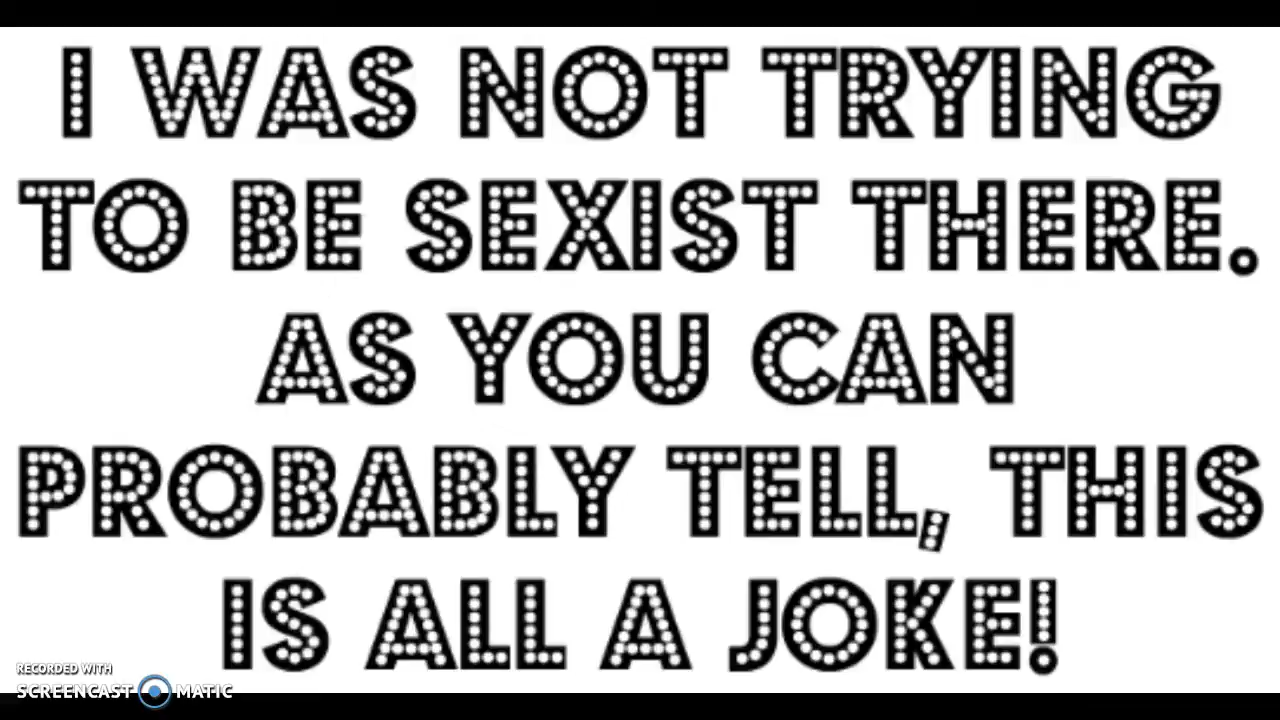 I WAS NOT TRYING
TO BE SEXIST THERE.
AS YOU CAN
PROBABLY TELL, THIS
IS ALL A JOKE!
RECORDED WITH
SCREENCAST MATIC